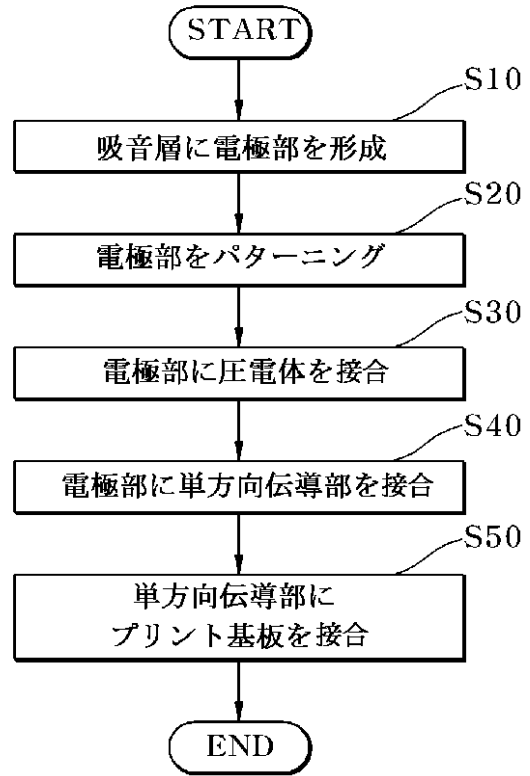 START
S10
吸音層に電極部を形成
S20
電極部をパターニング
S30
電極部に圧電体を接合
S40
電極部に単方向伝導部を接合
S50
単方向伝導部に
プリント基板を接合
END